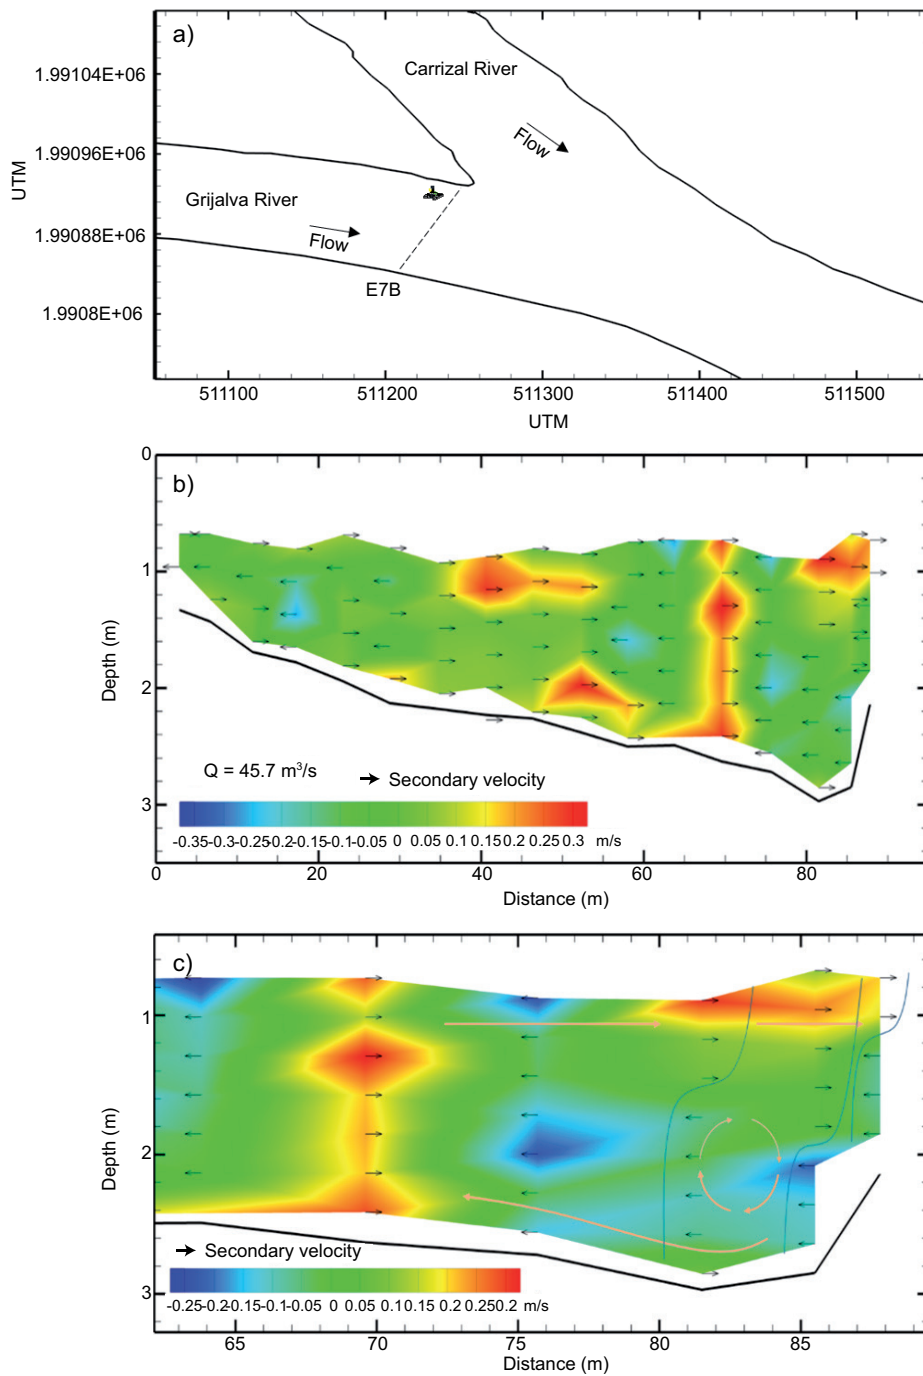 a)
Carrizal River
1.99104E+06
Flow
1.99096E+06
UTM
Grijalva River
1.99088E+06
Flow
E7B
1.9908E+06
511100 511200 511300 511400 511500
UTM
0
b)
1
Depth (m)
2
Q = 45.7 m³/s
Secondary velocity
3
-0.35 -0.3 -0.25 -0.2 -0.15 -0.1 -0.05 0 0.05 0.1 0.15 0.2 0.25 0.3 m/s
0 20 40 60 80
Distance (m)
c)
1
Depth (m)
2
Secondary velocity
3
-0.25 -0.2 -0.15 -0.1 -0.05 0 0.05 0.10 0.15 0.2 0.25 0.2 m/s
65 70 75 80 85
Distance (m)